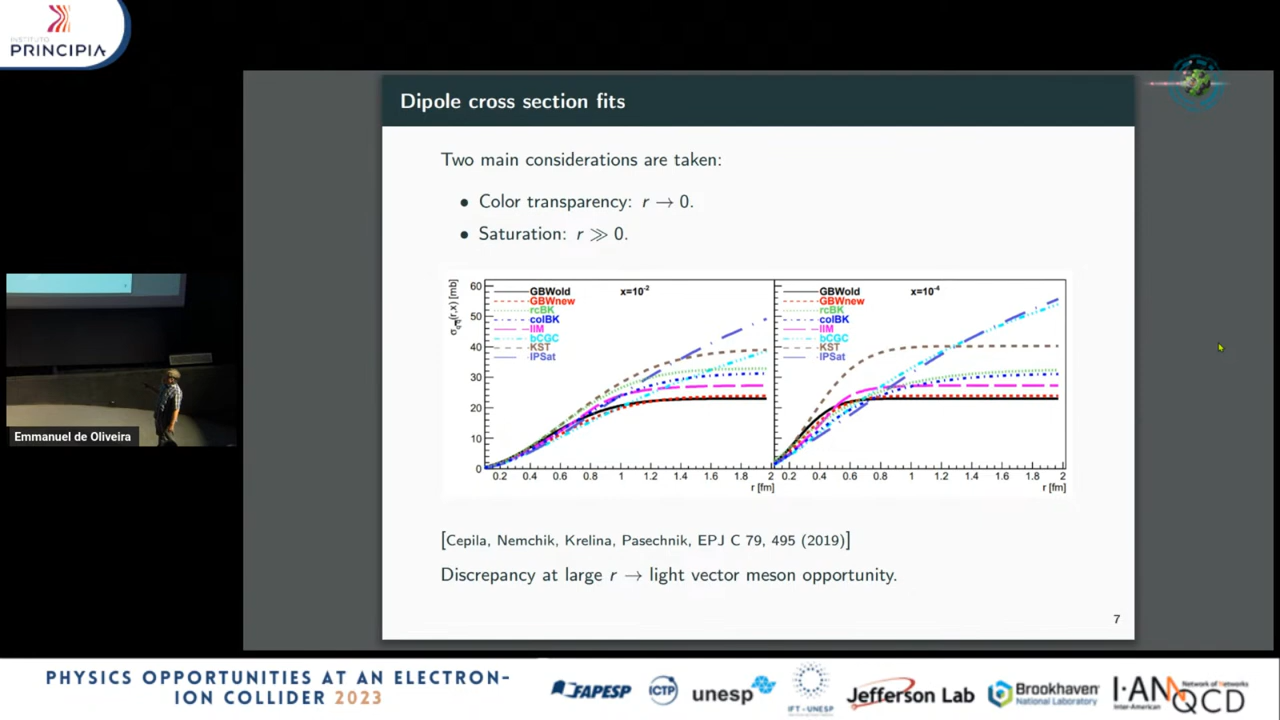 INSTITUTO
PRINCIPIA
Dipole cross section fits
Two main considerations are taken:
• Color transparency: r → 0.
• Saturation: r ≫ 0.
σqq̄(r,x) [mb]
60
50
40
30
20
10
0
GBWold
GBWnew
rcBK
colBK
IIM
bCGC
KST
IPSat
x=10⁻²
0.2 0.4 0.6 0.8 1 1.2 1.4 1.6 1.8 2
r [fm]
GBWold
GBWnew
rcBK
colBK
IIM
bCGC
KST
IPSat
x=10⁻⁴
0.2 0.4 0.6 0.8 1 1.2 1.4 1.6 1.8 2
r [fm]
[Cepila, Nemchik, Krelina, Pasechnik, EPJ C 79, 495 (2019)]
Discrepancy at large r → light vector meson opportunity.
7
Emmanuel de Oliveira
PHYSICS OPPORTUNITIES AT AN ELECTRON-
ION COLLIDER 2023
FAPESP
ICTP
unesp
IFT - UNESP
Jefferson Lab
Brookhaven
National Laboratory
I-ANQCD
Inter-American
Network of Networks